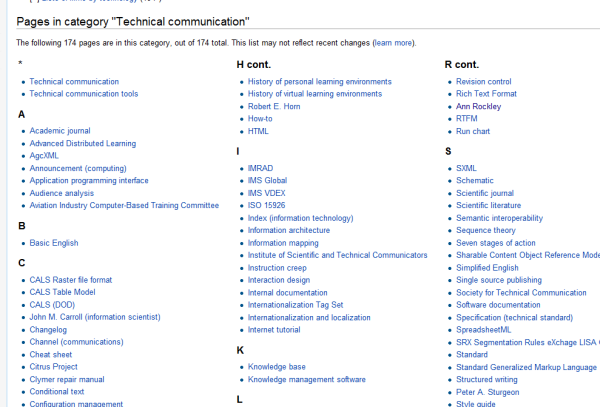 Pages in category "Technical communication"
The following 174 pages are in this category, out of 174 total. This list may not reflect recent changes (learn more).
*
Technical communication
Technical communication tools
A
Academic journal
Advanced Distributed Learning
AgcXML
Announcement (computing)
Application programming interface
Audience analysis
Aviation Industry Computer-Based Training Committee
B
Basic English
C
CALS Raster file format
CALS Table Model
CALS (DOD)
John M. Carroll (information scientist)
Changelog
Channel (communications)
Cheat sheet
Citrus Project
Clymer repair manual
Conditional text
Configuration management
H cont.
History of personal learning environments
History of virtual learning environments
Robert E. Horn
How-to
HTML
I
IMRAD
IMS Global
IMS VDEX
ISO 15926
Index (information technology)
Information architecture
Information mapping
Institute of Scientific and Technical Communicators
Instruction creep
Interaction design
Internal documentation
Internationalization Tag Set
Internationalization and localization
Internet tutorial
K
Knowledge base
Knowledge management software
L
R cont.
Revision control
Rich Text Format
Ann Rockley
RTFM
Run chart
S
SXML
Schematic
Scientific journal
Scientific literature
Semantic interoperability
Sequence theory
Seven stages of action
Sharable Content Object Reference Mode
Simplified English
Single source publishing
Society for Technical Communication
Software documentation
Specification (technical standard)
SpreadsheetML
SRX Segmentation Rules eXchange LISA
Standard
Standard Generalized Markup Language
Structured writing
Peter A. Sturgeon
Style guide